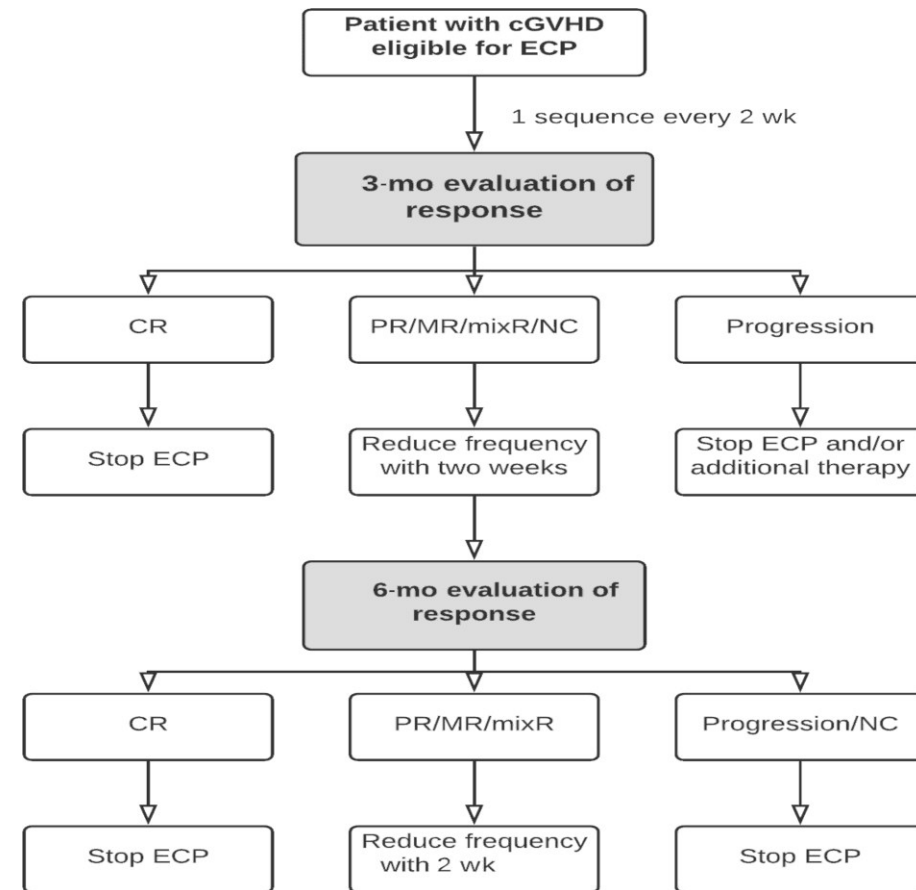 Patient with cGVHD
eligible for ECP
1 sequence every 2 wk
3-mo evaluation of
response
CR
PR/MR/mixR/NC
Progression
Stop ECP
Reduce frequency
with two weeks
Stop ECP and/or
additional therapy
6-mo evaluation of
response
CR
PR/MR/mixR
Progression/NC
Stop ECP
Reduce frequency
with 2 wk
Stop ECP